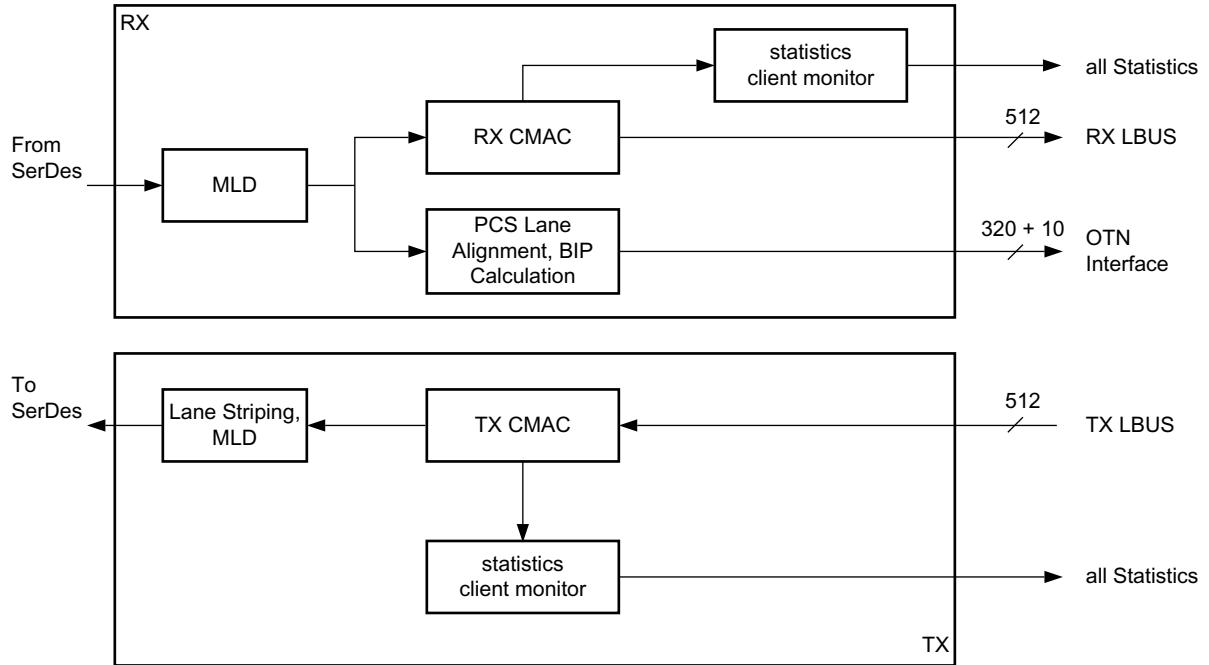 RX
statistics
client monitor
all Statistics
From
SerDes
MLD
RX CMAC
512
RX LBUS
PCS Lane
Alignment, BIP
Calculation
320 + 10
OTN
Interface
To
SerDes
Lane Striping,
MLD
TX CMAC
512
TX LBUS
statistics
client monitor
all Statistics
TX